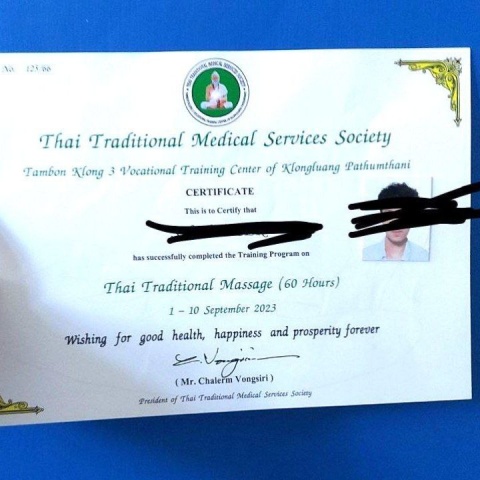 No. 123/66
Thai Traditional Medical Services Society
Tambon Klong 3 Vocational Training Center of Klongluang Pathumthani
CERTIFICATE
This is to Certify that
has successfully completed the Training Program on
Thai Traditional Massage (60 Hours)
1 - 10 September 2023
Wishing for good health, happiness and prosperity forever
( Mr. Chalerm Vongsiri )
President of Thai Traditional Medical Services Society